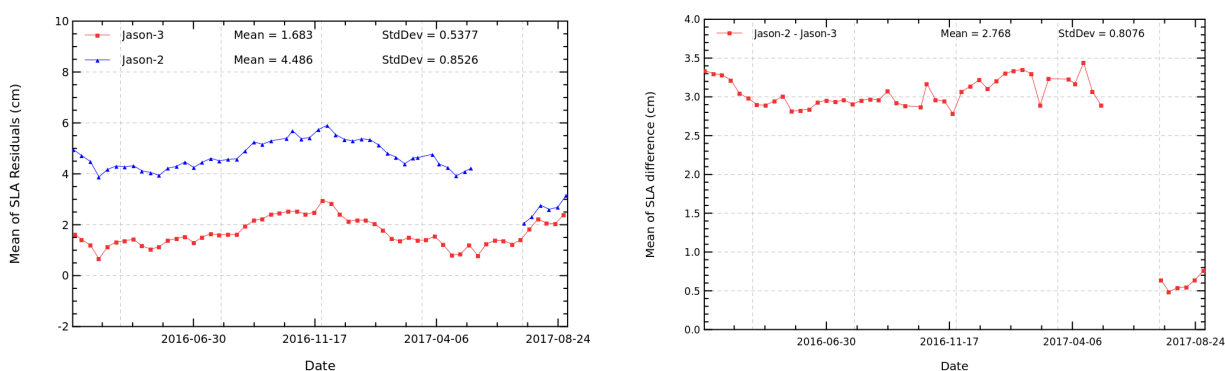 Jason-3 Mean = 1.683 StdDev = 0.5377
Jason-2 Mean = 4.486 StdDev = 0.8526
10
8
6
4
2
0
-2
Mean of SLA Residuals (cm)
2016-06-30 2016-11-17 2017-04-06 2017-08-24
Date
Jason-2 - Jason-3 Mean = 2.768 StdDev = 0.8076
4.0
3.5
3.0
2.5
2.0
1.5
1.0
0.5
0.0
Mean of SLA difference (cm)
2016-06-30 2016-11-17 2017-04-06 2017-08-24
Date